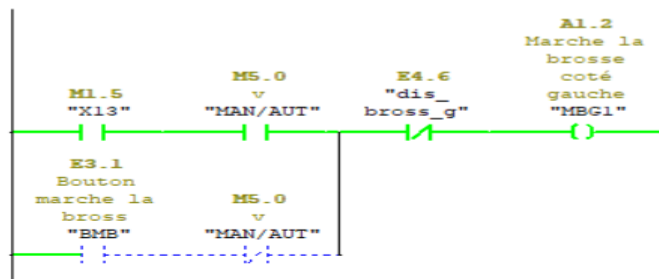 A1.2
Marche la
brosse
M5.0 E4.6 coté
M1.5 v "dis_ gauche
"X13" "MAN/AUT" bross_g" "MBG1"
E3.1
Bouton
marche la M5.0
bross v
"BMB" "MAN/AUT"